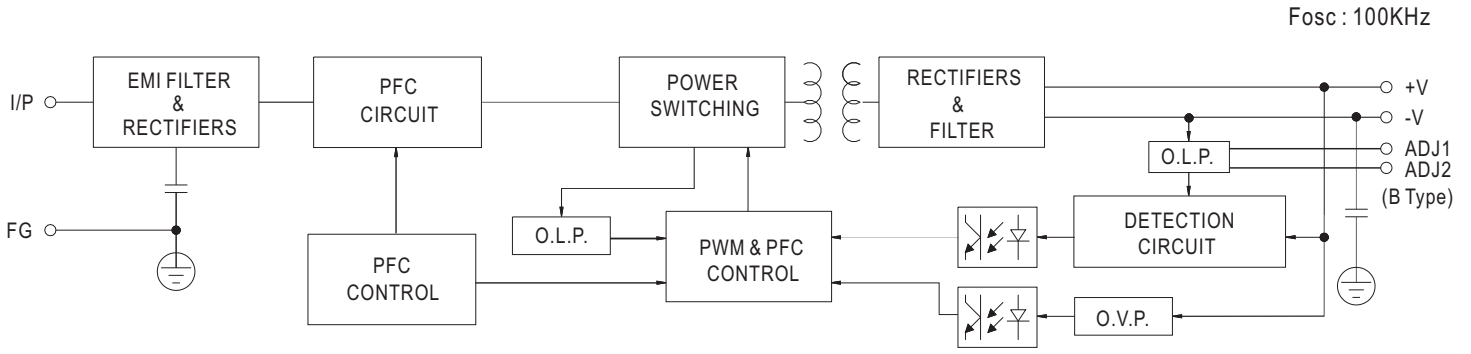 Fosc : 100KHz
I/P
EMI FILTER
&
RECTIFIERS
PFC
CIRCUIT
POWER
SWITCHING
RECTIFIERS
&
FILTER
+V
-V
O.L.P.
ADJ1
ADJ2
(B Type)
FG
O.L.P.
PFC
CONTROL
PWM & PFC
CONTROL
DETECTION
CIRCUIT
O.V.P.